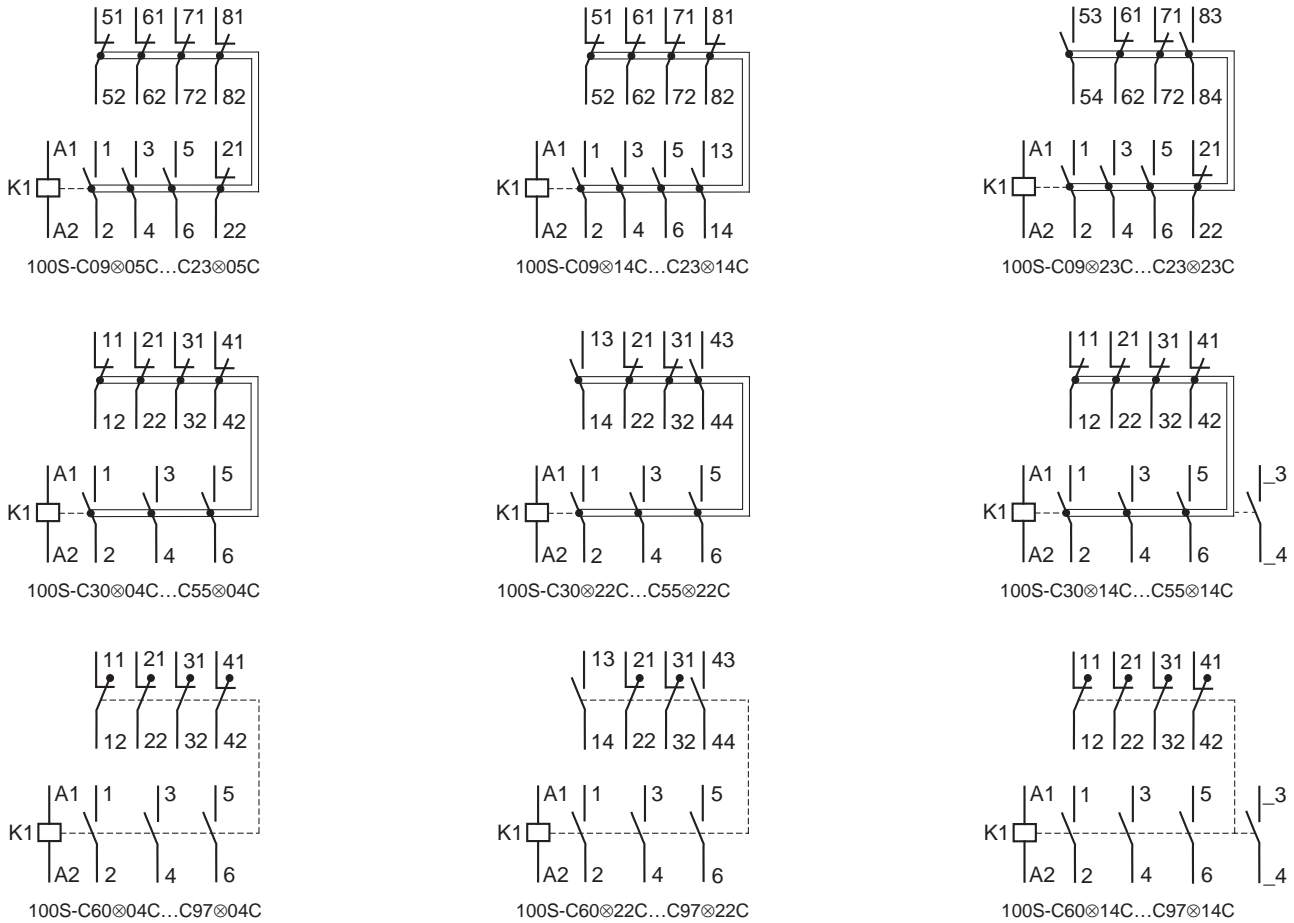 51 61 71 81 51 61 71 81 53 61 71 83
52 62 72 82 52 62 72 82 54 62 72 84
A1 1 3 5 21 A1 1 3 5 13 A1 1 3 5 21
K1 K1 K1
A2 2 4 6 22 A2 2 4 6 14 A2 2 4 6 22
100S-C09⊗05C…C23⊗05C 100S-C09⊗14C…C23⊗14C 100S-C09⊗23C…C23⊗23C
11 21 31 41 13 21 31 43 11 21 31 41
12 22 32 42 14 22 32 44 12 22 32 42
A1 1 3 5 A1 1 3 5 A1 1 3 5 _3
K1 K1 K1
A2 2 4 6 A2 2 4 6 A2 2 4 6 _4
100S-C30⊗04C…C55⊗04C 100S-C30⊗22C…C55⊗22C 100S-C30⊗14C…C55⊗14C
11 21 31 41 13 21 31 43 11 21 31 41
12 22 32 42 14 22 32 44 12 22 32 42
A1 1 3 5 A1 1 3 5 A1 1 3 5 _3
K1 K1 K1
A2 2 4 6 A2 2 4 6 A2 2 4 6 _4
100S-C60⊗04C…C97⊗04C 100S-C60⊗22C…C97⊗22C 100S-C60⊗14C…C97⊗14C